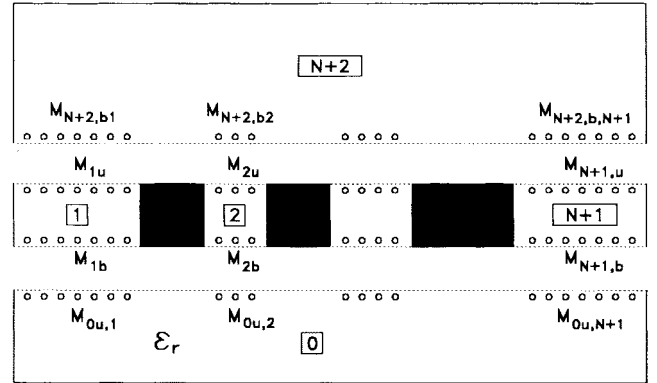 N+2
M_{N+2,b1} M_{N+2,b2} M_{N+2,b,N+1}
M_{1u} M_{2u} M_{N+1,u}
1 2 N+1
M_{1b} M_{2b} M_{N+1,b}
M_{0u,1} M_{0u,2} M_{0u,N+1}
ε_r 0